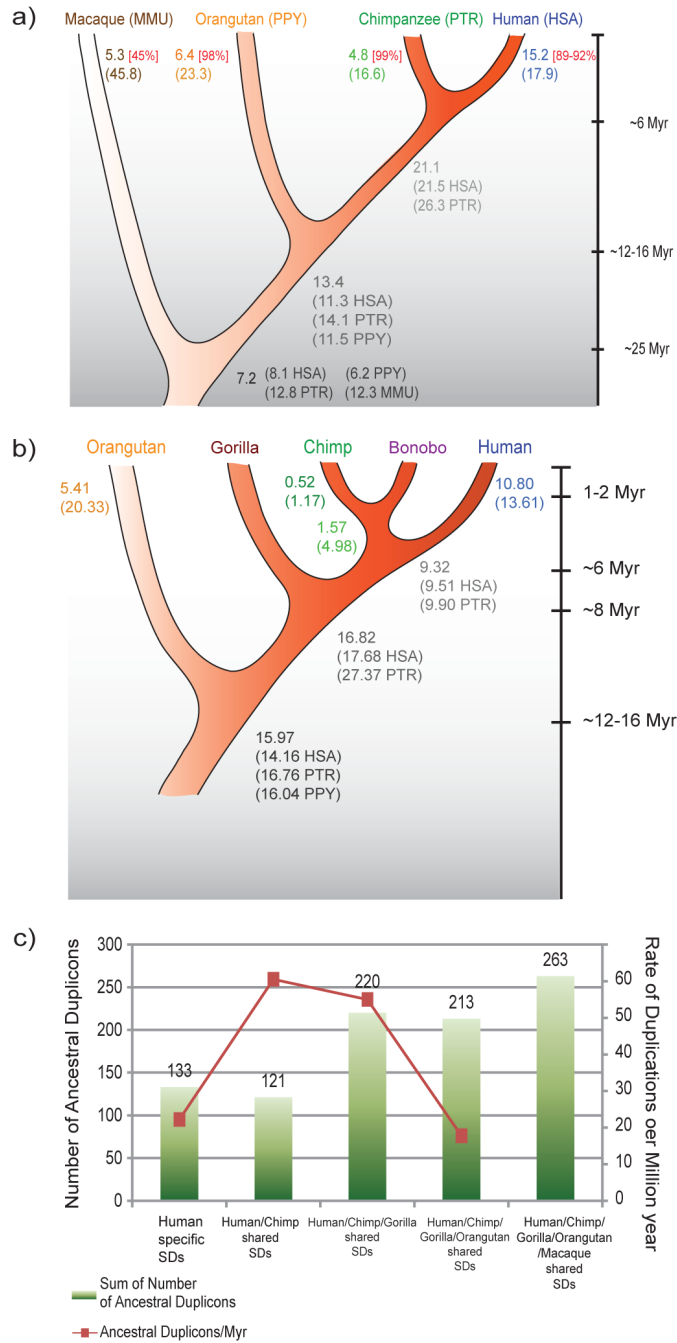 a)
Macaque (MMU) Orangutan (PPY) Chimpanzee (PTR) Human (HSA)
5.3 [45%] 6.4 [98%] 4.8 [99%] 15.2 [89-92%]
(45.8) (23.3) (16.6) (17.9)
~6 Myr
21.1
(21.5 HSA)
(26.3 PTR)
~12-16 Myr
13.4
(11.3 HSA)
(14.1 PTR)
(11.5 PPY)
~25 Myr
7.2 (8.1 HSA) (6.2 PPY)
(12.8 PTR) (12.3 MMU)
b)
Orangutan Gorilla Chimp Bonobo Human
5.41 0.52 10.80
(20.33) (1.17) (13.61)
1-2 Myr
1.57
(4.98)
9.32
(9.51 HSA)
(9.90 PTR)
~6 Myr
~8 Myr
16.82
(17.68 HSA)
(27.37 PTR)
~12-16 Myr
15.97
(14.16 HSA)
(16.76 PTR)
(16.04 PPY)
c)
Number of Ancestral Duplicons
300
250
200
150
100
50
0
133
121
220
213
263
60
50
40
30
20
10
0
Rate of Duplications oer Million year
Human
specific
SDs
Human/Chimp
shared
SDs
Human/Chimp/Gorilla
shared
SDs
Human/Chimp/
Gorilla/Orangutan
shared
SDs
Human/Chimp/
Gorilla/Orangutan
/Macaque
shared
SDs
Sum of Number
of Ancestral Duplicons
Ancestral Duplicons/Myr